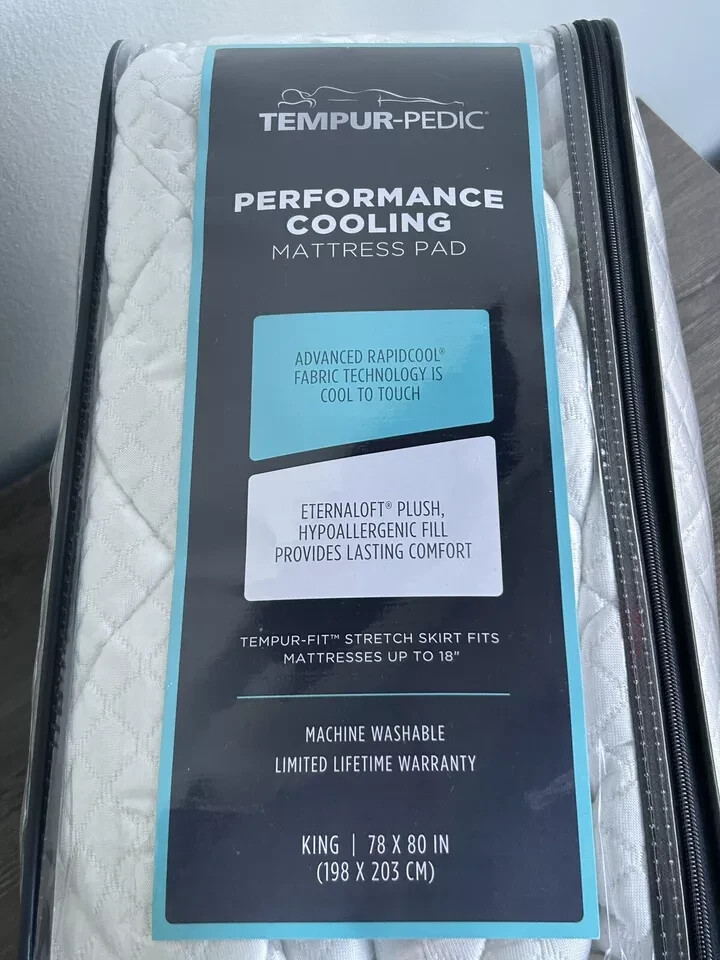 TEMPUR-PEDIC®
PERFORMANCE
COOLING
MATTRESS PAD
ADVANCED RAPIDCOOL®
FABRIC TECHNOLOGY IS
COOL TO TOUCH
ETERNALOFT® PLUSH,
HYPOALLERGENIC FILL
PROVIDES LASTING COMFORT
TEMPUR-FIT™ STRETCH SKIRT FITS
MATTRESSES UP TO 18"
MACHINE WASHABLE
LIMITED LIFETIME WARRANTY
KING | 78 X 80 IN
(198 X 203 CM)